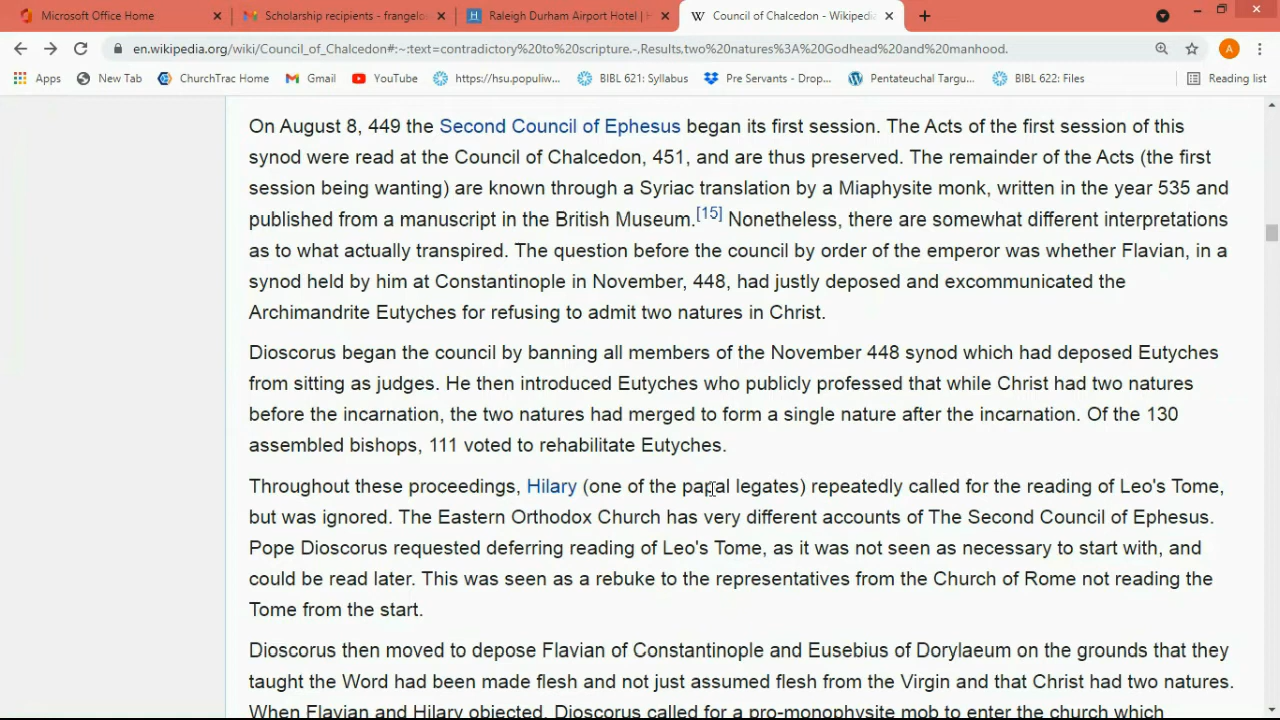 Microsoft Office Home
Scholarship recipients - frangelo
Raleigh Durham Airport Hotel | H
Council of Chalcedon - Wikipedi
en.wikipedia.org/wiki/Council_of_Chalcedon#:~:text=contradictory%20to%20scripture.-,Results,two%20natures%3A%20Godhead%20and%20manhood.
A
Apps
New Tab
ChurchTrac Home
Gmail
YouTube
https://hsu.populiw...
BIBL 621: Syllabus
Pre Servants - Drop...
Pentateuchal Targu...
BIBL 622: Files
Reading list
On August 8, 449 the Second Council of Ephesus began its first session. The Acts of the first session of this
synod were read at the Council of Chalcedon, 451, and are thus preserved. The remainder of the Acts (the first
session being wanting) are known through a Syriac translation by a Miaphysite monk, written in the year 535 and
published from a manuscript in the British Museum.[15] Nonetheless, there are somewhat different interpretations
as to what actually transpired. The question before the council by order of the emperor was whether Flavian, in a
synod held by him at Constantinople in November, 448, had justly deposed and excommunicated the
Archimandrite Eutyches for refusing to admit two natures in Christ.
Dioscorus began the council by banning all members of the November 448 synod which had deposed Eutyches
from sitting as judges. He then introduced Eutyches who publicly professed that while Christ had two natures
before the incarnation, the two natures had merged to form a single nature after the incarnation. Of the 130
assembled bishops, 111 voted to rehabilitate Eutyches.
Throughout these proceedings, Hilary (one of the papal legates) repeatedly called for the reading of Leo's Tome,
but was ignored. The Eastern Orthodox Church has very different accounts of The Second Council of Ephesus.
Pope Dioscorus requested deferring reading of Leo's Tome, as it was not seen as necessary to start with, and
could be read later. This was seen as a rebuke to the representatives from the Church of Rome not reading the
Tome from the start.
Dioscorus then moved to depose Flavian of Constantinople and Eusebius of Dorylaeum on the grounds that they
taught the Word had been made flesh and not just assumed flesh from the Virgin and that Christ had two natures.
When Flavian and Hilary objected, Dioscorus called for a pro-monophysite mob to enter the church which